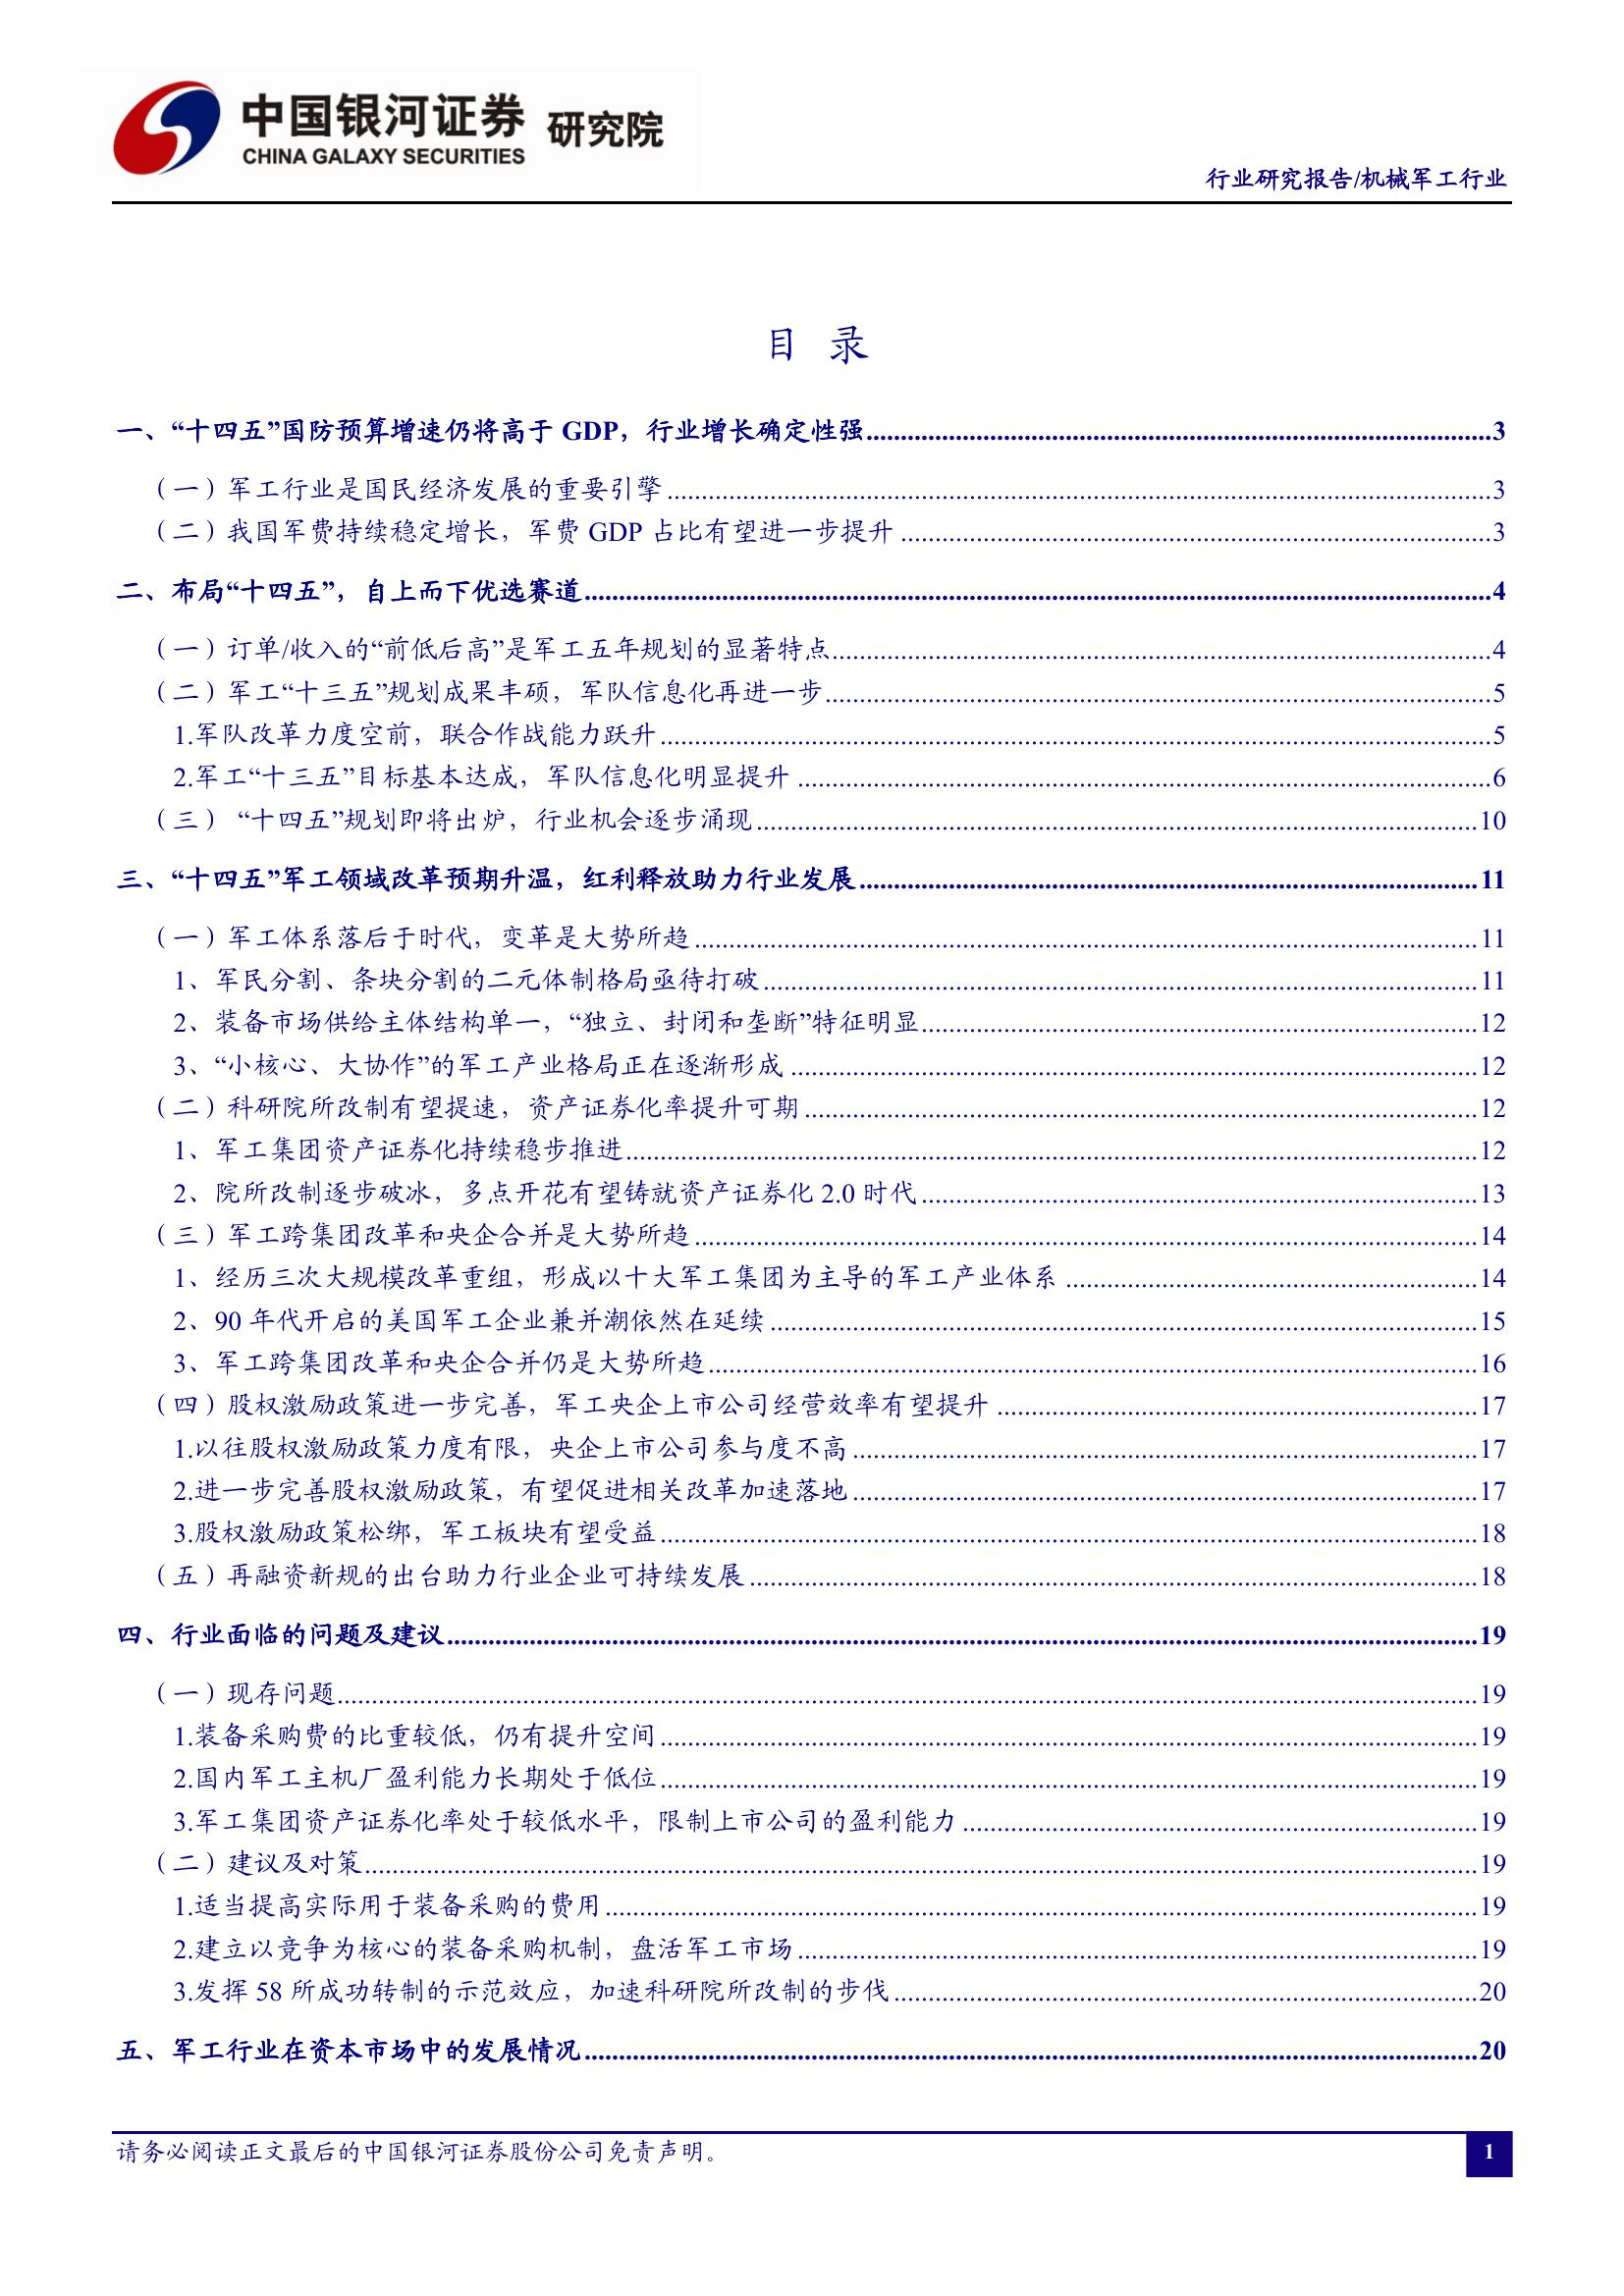 中国银河证券 研究院
CHINA GALAXY SECURITIES
行业研究报告/机械军工行业
目 录
一、“十四五”国防预算增速仍将高于 GDP，行业增长确定性强 3
（一）军工行业是国民经济发展的重要引擎 3
（二）我国军费持续稳定增长，军费 GDP 占比有望进一步提升 3
二、布局“十四五”，自上而下优选赛道 4
（一）订单/收入的“前低后高”是军工五年规划的显著特点 4
（二）军工“十三五”规划成果丰硕，军队信息化再进一步 5
1.军队改革力度空前，联合作战能力跃升 5
2.军工“十三五”目标基本达成，军队信息化明显提升 6
（三） “十四五”规划即将出炉，行业机会逐步涌现 10
三、“十四五”军工领域改革预期升温，红利释放助力行业发展 11
（一）军工体系落后于时代，变革是大势所趋 11
1、军民分割、条块分割的二元体制格局亟待打破 11
2、装备市场供给主体结构单一，“独立、封闭和垄断”特征明显 12
3、“小核心、大协作”的军工产业格局正在逐渐形成 12
（二）科研院所改制有望提速，资产证券化率提升可期 12
1、军工集团资产证券化持续稳步推进 12
2、院所改制逐步破冰，多点开花有望铸就资产证券化 2.0 时代 13
（三）军工跨集团改革和央企合并是大势所趋 14
1、经历三次大规模改革重组，形成以十大军工集团为主导的军工产业体系 14
2、90 年代开启的美国军工企业兼并潮依然在延续 15
3、军工跨集团改革和央企合并仍是大势所趋 16
（四）股权激励政策进一步完善，军工央企上市公司经营效率有望提升 17
1.以往股权激励政策力度有限，央企上市公司参与度不高 17
2.进一步完善股权激励政策，有望促进相关改革加速落地 17
3.股权激励政策松绑，军工板块有望受益 18
（五）再融资新规的出台助力行业企业可持续发展 18
四、行业面临的问题及建议 19
（一）现存问题 19
1.装备采购费的比重较低，仍有提升空间 19
2.国内军工主机厂盈利能力长期处于低位 19
3.军工集团资产证券化率处于较低水平，限制上市公司的盈利能力 19
（二）建议及对策 19
1.适当提高实际用于装备采购的费用 19
2.建立以竞争为核心的装备采购机制，盘活军工市场 19
3.发挥 58 所成功转制的示范效应，加速科研院所改制的步伐 20
五、军工行业在资本市场中的发展情况 20
请务必阅读正文最后的中国银河证券股份公司免责声明。
1